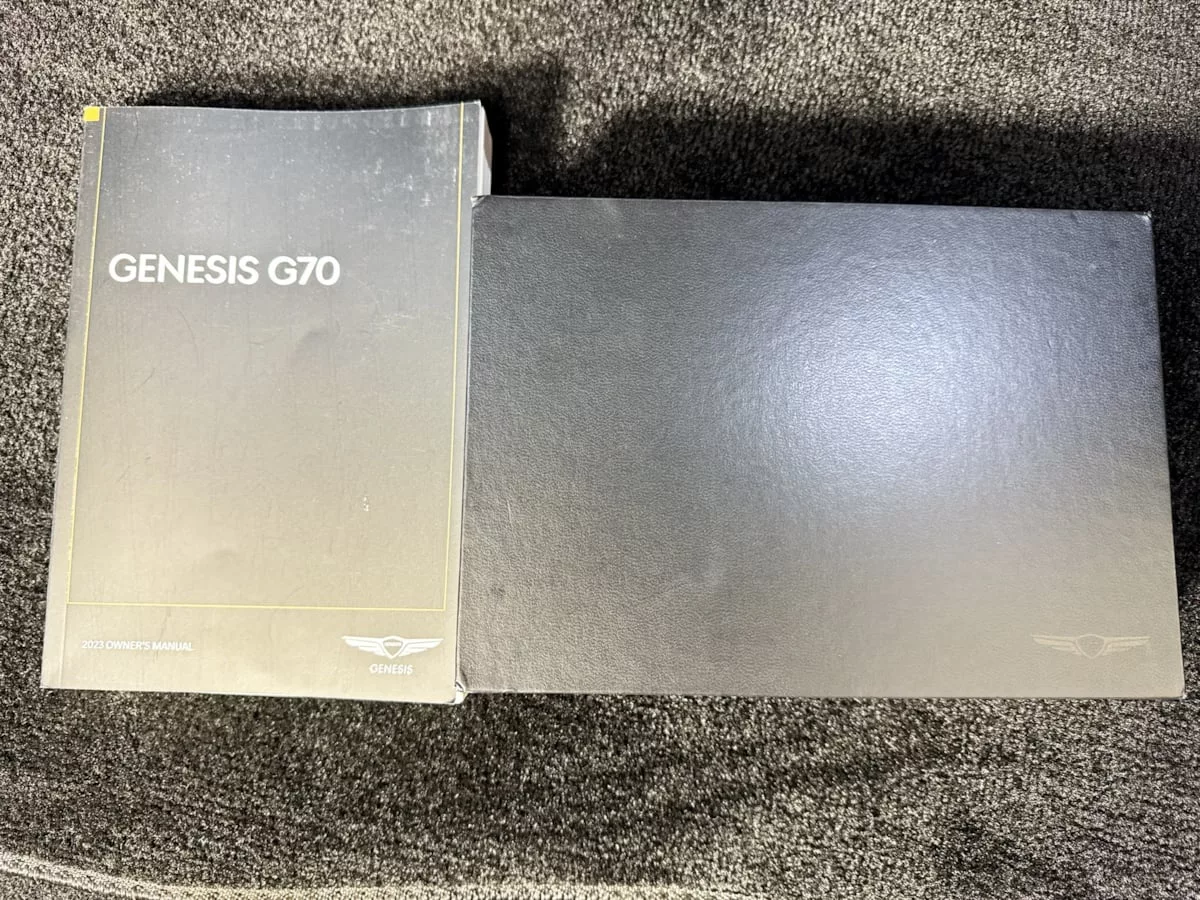 GENESIS G70
2023 OWNER'S MANUAL
GENESIS